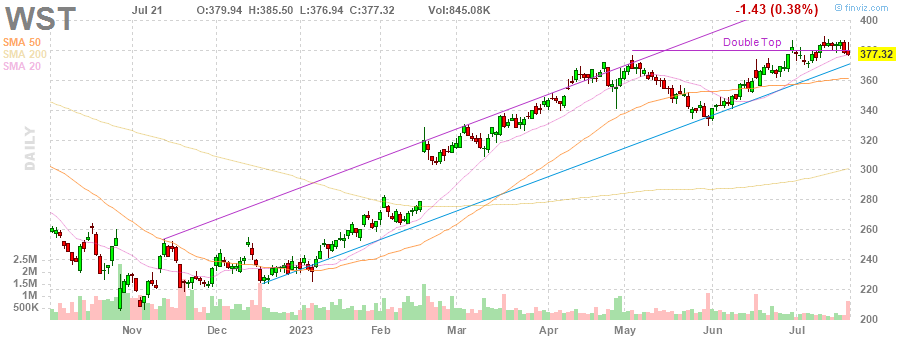 WST Jul 21 O:379.94 H:385.50 L:376.94 C:377.32 Vol:845.08K -1.43 (0.38%) © finviz.com
SMA 50
SMA 200
SMA 20
DAILY
Double Top
400
377.32
360
340
320
300
280
260
240
220
200
2.5M
2M
1.5M
1M
500K
Nov Dec 2023 Feb Mar Apr May Jun Jul